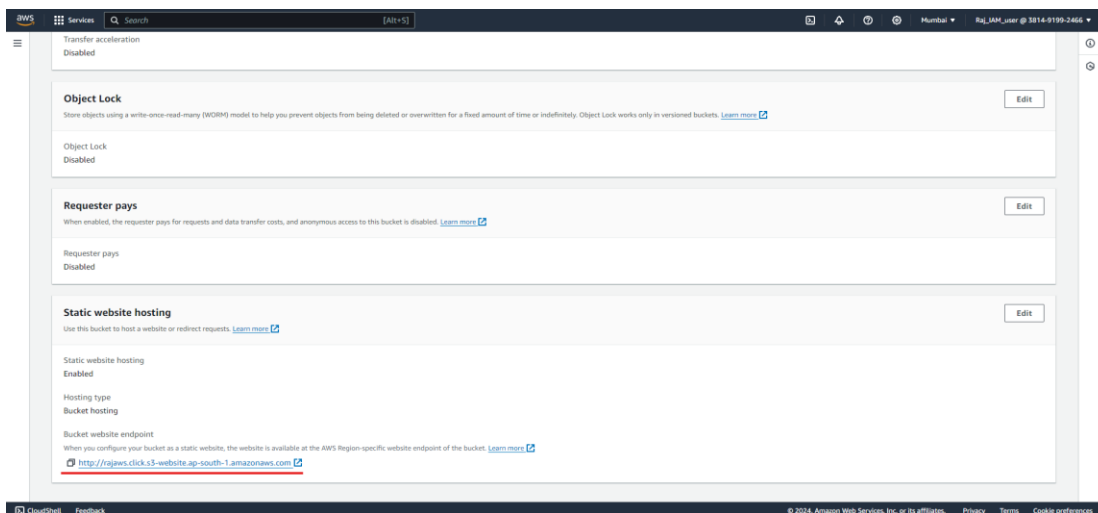 aws Services Search [Alt+S] Mumbai Raj_IAM_user @ 3814-9199-2466
Transfer acceleration
Disabled
Object Lock
Edit
Store objects using a write-once-read-many (WORM) model to help you prevent objects from being deleted or overwritten for a fixed amount of time or indefinitely. Object Lock works only in versioned buckets. Learn more
Object Lock
Disabled
Requester pays
Edit
When enabled, the requester pays for requests and data transfer costs, and anonymous access to this bucket is disabled. Learn more
Requester pays
Disabled
Static website hosting
Edit
Use this bucket to host a website or redirect requests. Learn more
Static website hosting
Enabled
Hosting type
Bucket hosting
Bucket website endpoint
When you configure your bucket as a static website, the website is available at the AWS Region-specific website endpoint of the bucket. Learn more
http://rajaws.click.s3-website.ap-south-1.amazonaws.com
CloudShell Feedback © 2024, Amazon Web Services, Inc. or its affiliates. Privacy Terms Cookie preferences